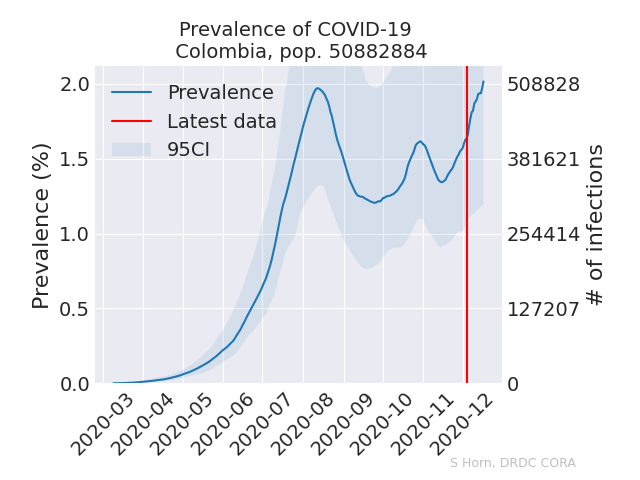 Prevalence of COVID-19
Colombia, pop. 50882884
Prevalence
Latest data
95CI
Prevalence (%)
2.0
1.5
1.0
0.5
0.0
508828
381621
254414
127207
0
# of infections
2020-03
2020-04
2020-05
2020-06
2020-07
2020-08
2020-09
2020-10
2020-11
2020-12
S Horn, DRDC CORA